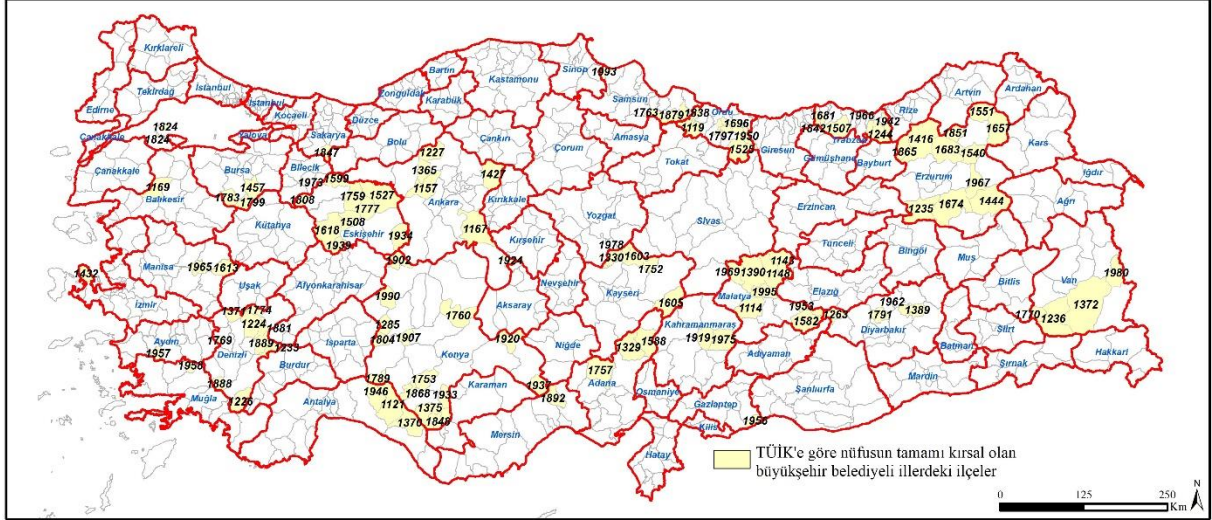 Kırklareli
Edirne
Tekirdağ
İstanbul
İstanbul
Kocaeli
Yalova
Sakarya
Düzce
Zonguldak
Bartın
Karabük
Kastamonu
Sinop
1993
Samsun
1763
1879
1838
1119
Ordu
1696
1797
1950
1529
Giresun
1681
1966
1942
1842
1507
Trabzon
1244
Rize
Artvin
Ardahan
1551
1657
1416
1851
1865
1683
1540
Kars
Çanakkale
1824
1824
1847
Bolu
Çankırı
Çorum
Amasya
Tokat
Gümüşhane
Bayburt
Erzurum
Iğdır
Ağrı
Çanakkale
1169
Balıkesir
Bursa
1457
1783
1799
Bilecik
1973
1599
1808
1227
1365
1157
Ankara
1427
Kırıkkale
1167
Yozgat
Sivas
Erzincan
1235
1674
1967
1444
Kütahya
1759
1527
1777
1508
1618
Eskişehir
1934
1939
1902
Kırşehir
1924
1978
1330
1603
1752
Kayseri
1605
Nevşehir
Tunceli
Bingöl
Muş
Bitlis
Van
1980
1372
1236
1770
1432
Manisa
1965
1613
Uşak
Afyonkarahisar
İzmir
1990
Aksaray
1760
1920
1969
1390
1148
Malatya
1995
1114
Elazığ
1953
1263
1582
1962
1791
1389
Diyarbakır
Batman
Siirt
Şırnak
Hakkari
Aydın
1957
1774
1224
1881
1769
1889
1233
Denizli
Burdur
Isparta
1285
1804
1907
Konya
Niğde
1329
1588
Kahramanmaraş
1919
1975
Adıyaman
Şanlıurfa
Mardin
1958
1888
Muğla
1226
Antalya
1789
1946
1121
1370
1753
1868
1933
1375
1848
Karaman
1937
1892
Mersin
1757
Adana
Osmaniye
Gaziantep
1956
Kilis
Hatay
TÜİK'e göre nüfusun tamamı kırsal olan
büyükşehir belediyeli illerdeki ilçeler
N
0 125 250
Km